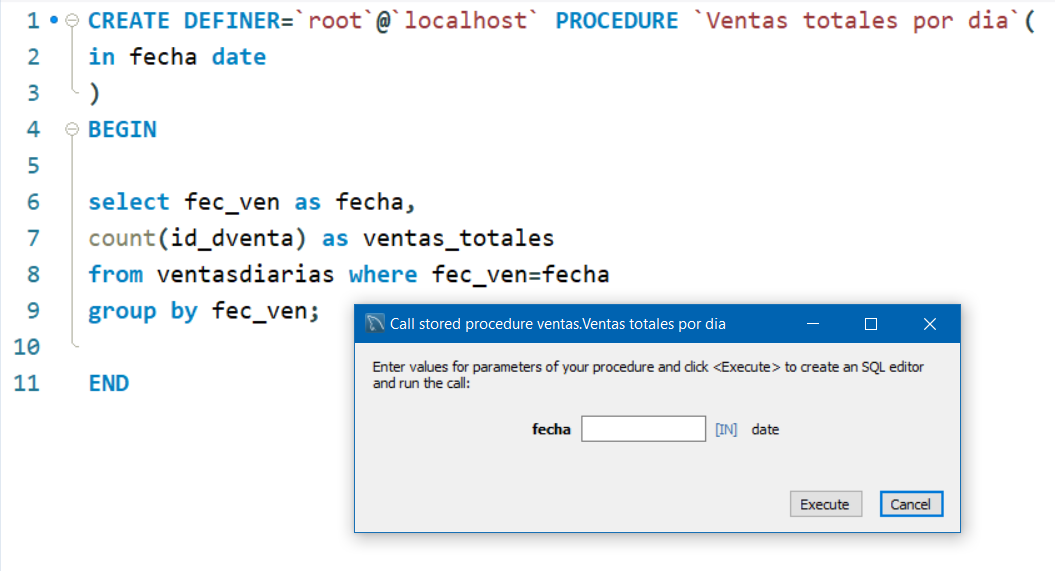 1 CREATE DEFINER=`root`@`localhost` PROCEDURE `Ventas totales por dia`(
2 in fecha date
3 )
4 BEGIN
5
6 select fec_ven as fecha,
7 count(id_dventa) as ventas_totales
8 from ventasdiarias where fec_ven=fecha
9 group by fec_ven;
10
11 END
Call stored procedure ventas.Ventas totales por dia
Enter values for parameters of your procedure and click <Execute> to create an SQL editor
and run the call:
fecha [IN] date
Execute Cancel